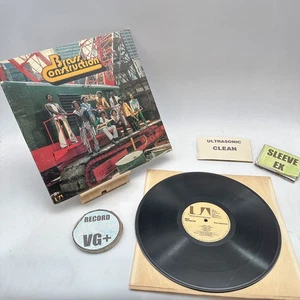 Brass
Construction
ULTRASONIC
CLEAN
SLEEVE
EX
RECORD
VG+